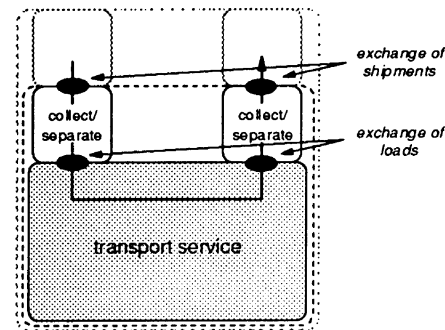 exchange of
shipments
collect/
separate
collect/
separate
exchange of
loads
transport service